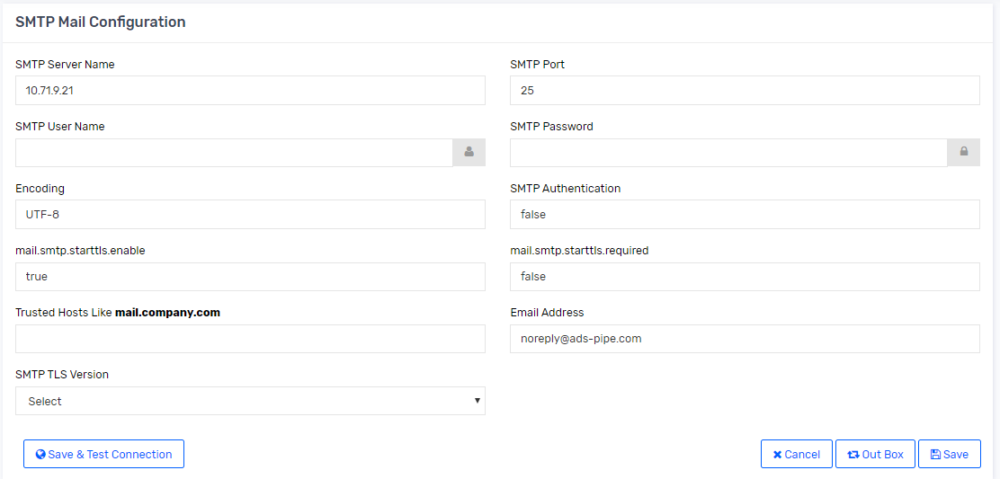 SMTP Mail Configuration
SMTP Server Name
SMTP Port
10.71.9.21
25
SMTP User Name
SMTP Password
Encoding
SMTP Authentication
UTF-8
false
mail.smtp.starttls.enable
mail.smtp.starttls.required
true
false
Trusted Hosts Like mail.company.com
Email Address
noreply@ads-pipe.com
SMTP TLS Version
Select
Save & Test Connection
Cancel
Out Box
Save